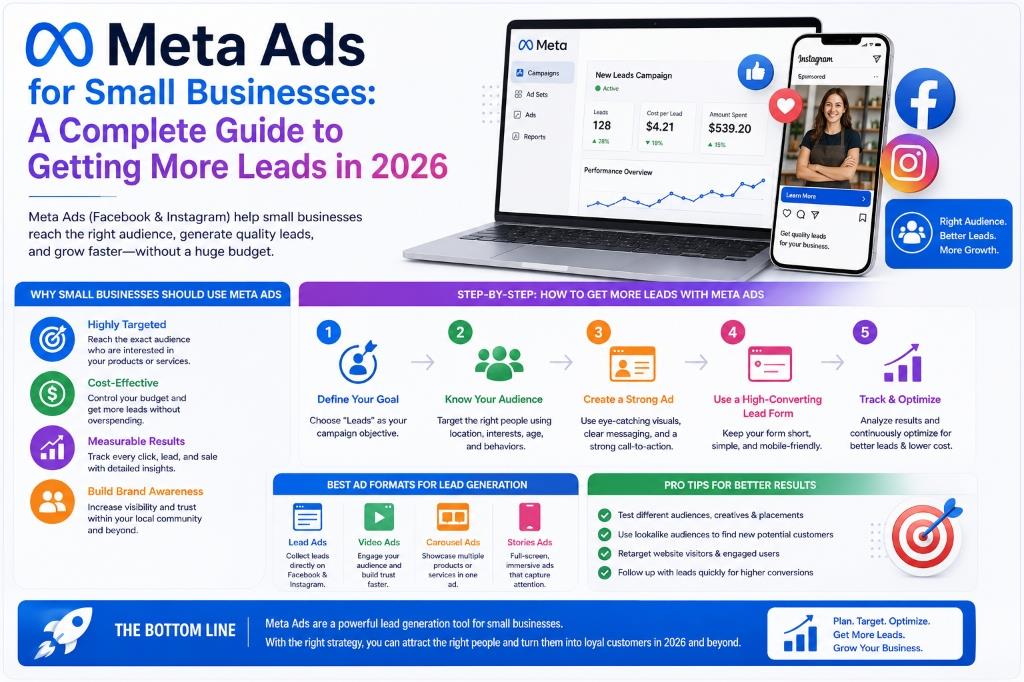 Meta Ads
for Small Businesses:
A Complete Guide to
Getting More Leads in 2026
Meta Ads (Facebook & Instagram) help small businesses
reach the right audience, generate quality leads,
and grow faster—without a huge budget.
Meta
Campaigns
Ad Sets
Ads
Reports
New Leads Campaign
Active
Leads
128
▲ 28%
Cost per Lead
$4.21
▼ 19%
Amount Spent
$539.20
▲ 15%
Performance Overview
Instagram
Sponsored
Learn More
Get quality leads
for your business.
Right Audience.
Better Leads.
More Growth.
WHY SMALL BUSINESSES SHOULD USE META ADS
Highly Targeted
Reach the exact audience
who are interested in
your products or services.
Cost-Effective
Control your budget and
get more leads without
overspending.
Measurable Results
Track every click, lead, and sale
with detailed insights.
Build Brand Awareness
Increase visibility and trust
within your local community
and beyond.
STEP-BY-STEP: HOW TO GET MORE LEADS WITH META ADS
1
Define Your Goal
Choose “Leads” as your
campaign objective.
2
Know Your Audience
Target the right people using
location, interests, age,
and behaviors.
3
Create a Strong Ad
Use eye-catching visuals,
clear messaging, and a
strong call-to-action.
4
Use a High-Converting
Lead Form
Keep your form short,
simple, and mobile-friendly.
5
Track & Optimize
Analyze results and
continuously optimize for
better leads & lower cost.
BEST AD FORMATS FOR LEAD GENERATION
Lead Ads
Collect leads
directly on
Facebook &
Instagram.
Video Ads
Engage your
audience and
build trust
faster.
Carousel Ads
Showcase multiple
products or
services in one
ad.
Stories Ads
Full-screen,
immersive ads
that capture
attention.
PRO TIPS FOR BETTER RESULTS
Test different audiences, creatives & placements
Use lookalike audiences to find new potential customers
Retarget website visitors & engaged users
Follow up with leads quickly for higher conversions
THE BOTTOM LINE
Meta Ads are a powerful lead generation tool for small businesses.
With the right strategy, you can attract the right people and turn them into loyal customers in 2026 and beyond.
Plan. Target. Optimize.
Get More Leads.
Grow Your Business.